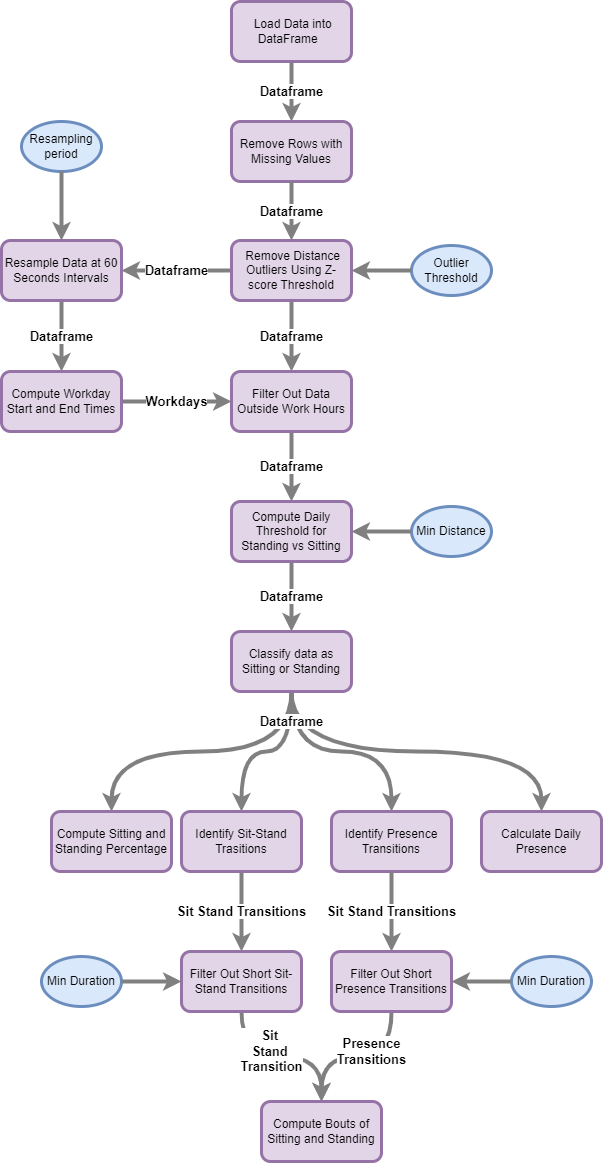 Load Data into
DataFrame
Dataframe
Resampling
period
Remove Rows with
Missing Values
Dataframe
Resample Data at 60
Seconds Intervals
Dataframe
Remove Distance
Outliers Using Z-
score Threshold
Outlier
Threshold
Dataframe
Dataframe
Compute Workday
Start and End Times
Workdays
Filter Out Data
Outside Work Hours
Dataframe
Compute Daily
Threshold for
Standing vs Sitting
Min Distance
Dataframe
Classify data as
Sitting or Standing
Dataframe
Compute Sitting and
Standing Percentage
Identify Sit-Stand
Trasitions
Identify Presence
Transitions
Calculate Daily
Presence
Sit Stand Transitions
Sit Stand Transitions
Min Duration
Filter Out Short Sit-
Stand Transitions
Filter Out Short
Presence Transitions
Min Duration
Sit
Stand
Transition
Presence
Transitions
Compute Bouts of
Sitting and Standing